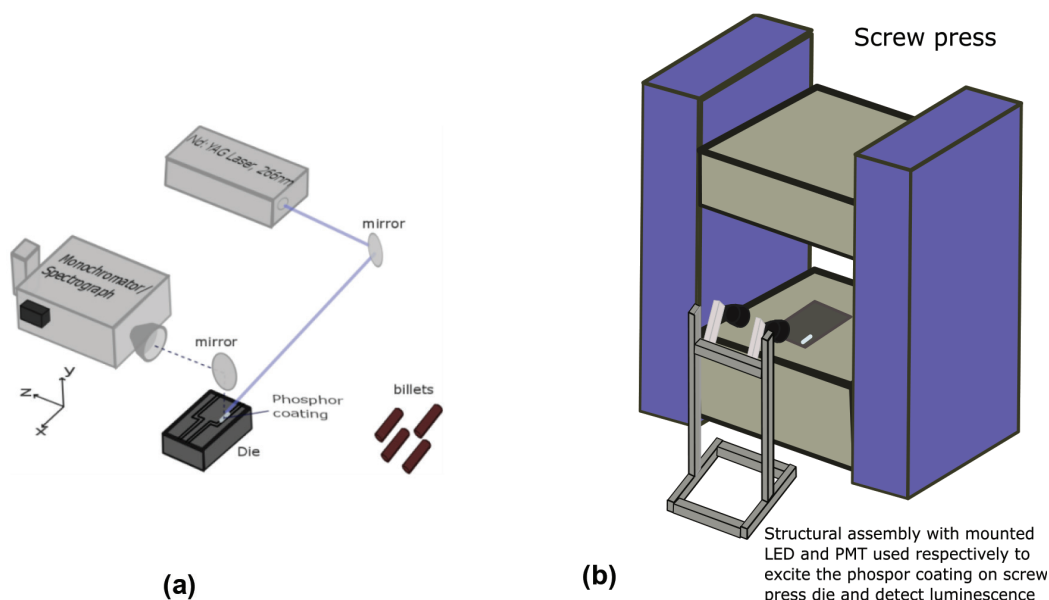 Screw press
Nd:YAG Laser, 266nm
mirror
Monochromator/
Spectrograph
mirror
y
z
x
Phosphor
coating
billets
Die
Structural assembly with mounted
LED and PMT used respectively to
excite the phospor coating on screw
press die and detect luminescence
(a)
(b)